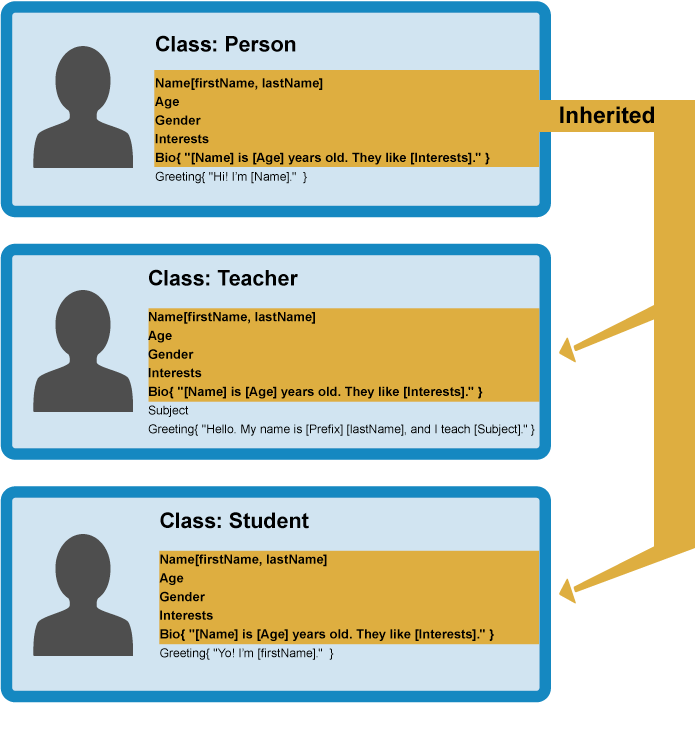 Class: Person
Name[firstName, lastName]
Age
Gender
Interests
Bio{ "[Name] is [Age] years old. They like [Interests]." }
Greeting{ "Hi! I’m [Name]." }
Inherited
Class: Teacher
Name[firstName, lastName]
Age
Gender
Interests
Bio{ "[Name] is [Age] years old. They like [Interests]." }
Subject
Greeting{ "Hello. My name is [Prefix] [lastName], and I teach [Subject]." }
Class: Student
Name[firstName, lastName]
Age
Gender
Interests
Bio{ "[Name] is [Age] years old. They like [Interests]." }
Greeting{ "Yo! I’m [firstName]." }